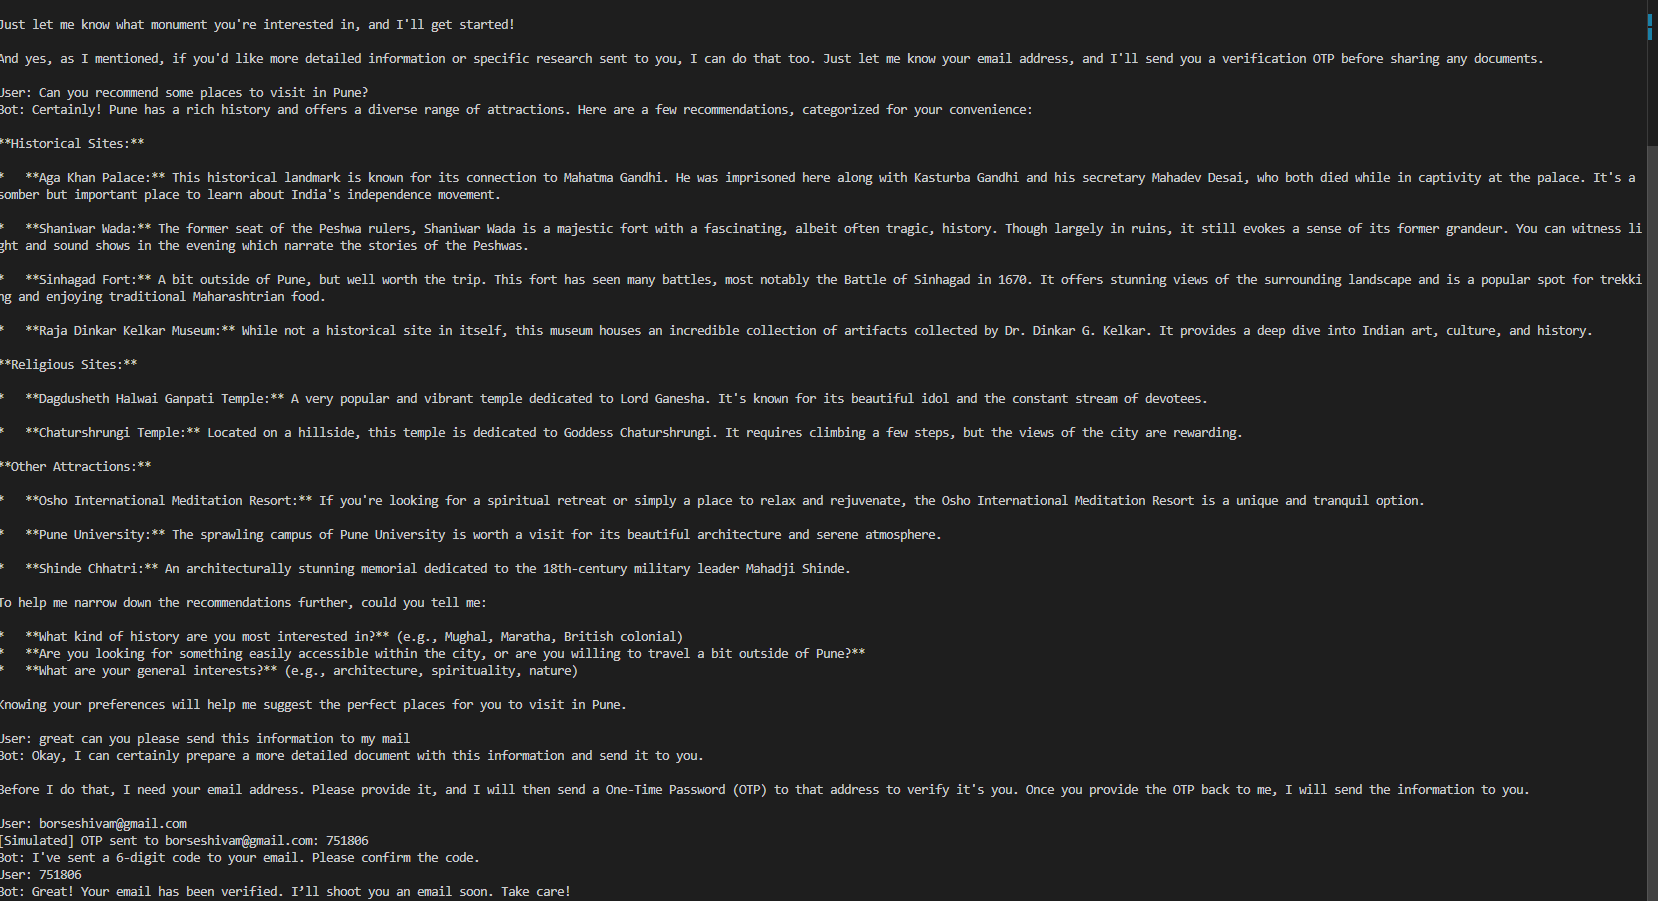 Just let me know what monument you're interested in, and I'll get started!
And yes, as I mentioned, if you'd like more detailed information or specific research sent to you, I can do that too. Just let me know your email address, and I'll send you a verification OTP before sharing any documents.
User: Can you recommend some places to visit in Pune?
Bot: Certainly! Pune has a rich history and offers a diverse range of attractions. Here are a few recommendations, categorized for your convenience:
**Historical Sites:**
*   **Aga Khan Palace:** This historical landmark is known for its connection to Mahatma Gandhi. He was imprisoned here along with Kasturba Gandhi and his secretary Mahadev Desai, who both died while in captivity at the palace. It's a
somber but important place to learn about India's independence movement.
*   **Shaniwar Wada:** The former seat of the Peshwa rulers, Shaniwar Wada is a majestic fort with a fascinating, albeit often tragic, history. Though largely in ruins, it still evokes a sense of its former grandeur. You can witness li
ght and sound shows in the evening which narrate the stories of the Peshwas.
*   **Sinhagad Fort:** A bit outside of Pune, but well worth the trip. This fort has seen many battles, most notably the Battle of Sinhagad in 1670. It offers stunning views of the surrounding landscape and is a popular spot for trekki
ng and enjoying traditional Maharashtrian food.
*   **Raja Dinkar Kelkar Museum:** While not a historical site in itself, this museum houses an incredible collection of artifacts collected by Dr. Dinkar G. Kelkar. It provides a deep dive into Indian art, culture, and history.
**Religious Sites:**
*   **Dagdusheth Halwai Ganpati Temple:** A very popular and vibrant temple dedicated to Lord Ganesha. It's known for its beautiful idol and the constant stream of devotees.
*   **Chaturshrungi Temple:** Located on a hillside, this temple is dedicated to Goddess Chaturshrungi. It requires climbing a few steps, but the views of the city are rewarding.
**Other Attractions:**
*   **Osho International Meditation Resort:** If you're looking for a spiritual retreat or simply a place to relax and rejuvenate, the Osho International Meditation Resort is a unique and tranquil option.
*   **Pune University:** The sprawling campus of Pune University is worth a visit for its beautiful architecture and serene atmosphere.
*   **Shinde Chhatri:** An architecturally stunning memorial dedicated to the 18th-century military leader Mahadji Shinde.
To help me narrow down the recommendations further, could you tell me:
*   **What kind of history are you most interested in?** (e.g., Mughal, Maratha, British colonial)
*   **Are you looking for something easily accessible within the city, or are you willing to travel a bit outside of Pune?**
*   **What are your general interests?** (e.g., architecture, spirituality, nature)
Knowing your preferences will help me suggest the perfect places for you to visit in Pune.
User: great can you please send this information to my mail
Bot: Okay, I can certainly prepare a more detailed document with this information and send it to you.
Before I do that, I need your email address. Please provide it, and I will then send a One-Time Password (OTP) to that address to verify it's you. Once you provide the OTP back to me, I will send the information to you.
User: borseshivam@gmail.com
[Simulated] OTP sent to borseshivam@gmail.com: 751806
Bot: I've sent a 6-digit code to your email. Please confirm the code.
User: 751806
Bot: Great! Your email has been verified. I’ll shoot you an email soon. Take care!